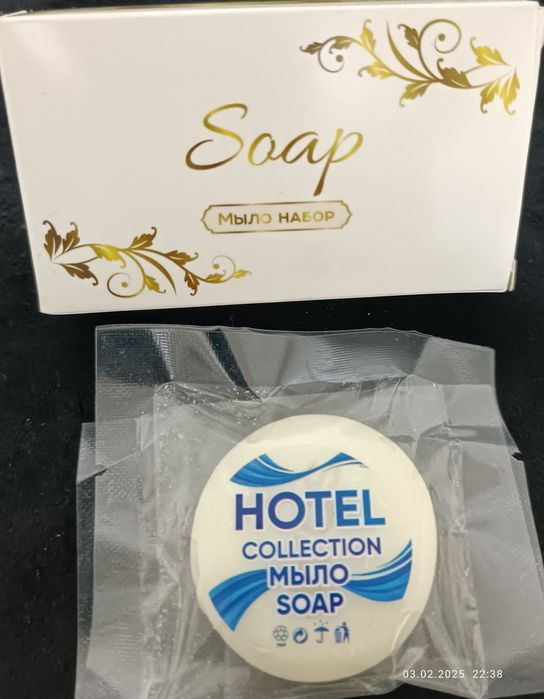 Soap
МЫЛО НАБОР
HOTEL
COLLECTION
МЫЛО
SOAP
03.02.2025 22:38